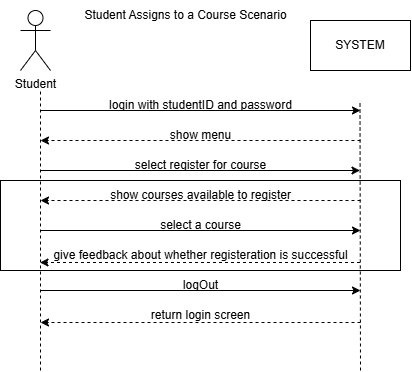 Student Assigns to a Course Scenario
SYSTEM
Student
login with studentID and password
show menu
select register for course
show courses available to register
select a course
give feedback about whether registeration is successful
logOut
return login screen